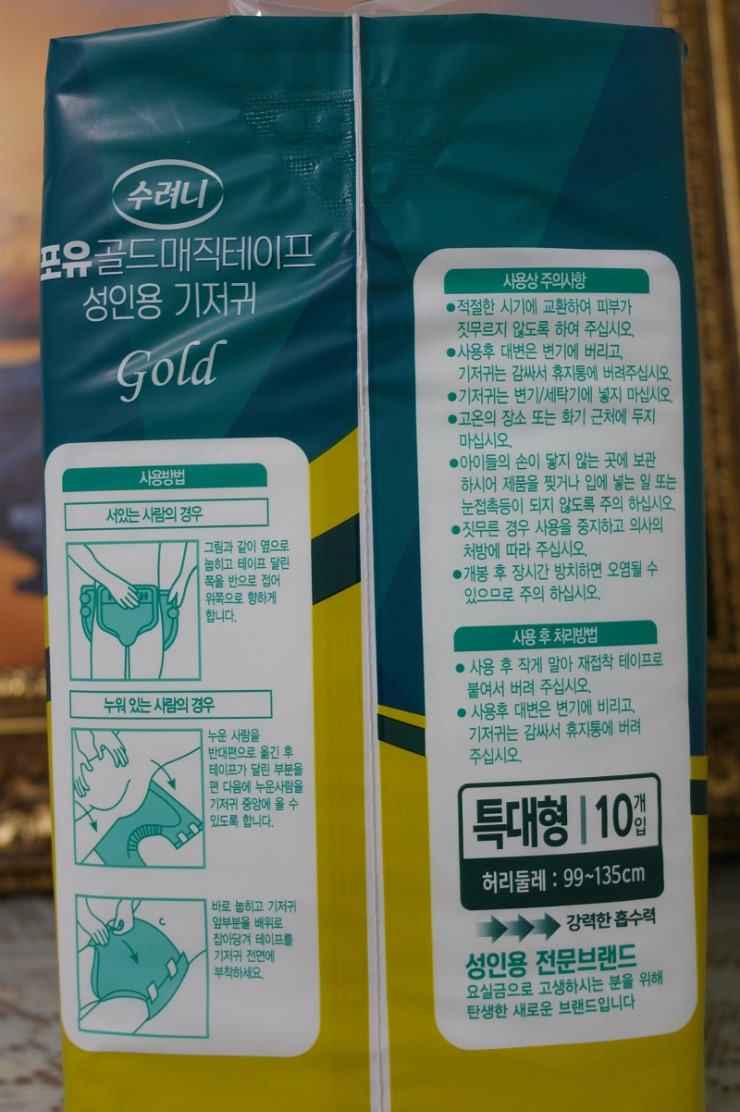 수려니
포유골드매직테이프
성인용 기저귀
Gold
사용방법
서있는 사람의 경우
그림과 같이 옆으로
눕히고 테이프 달린
쪽을 반으로 접어
위쪽으로 향하게
합니다.
누워 있는 사람의 경우
누운 사람을
반대편으로 옮긴 후
테이프가 달린 부분을
편 다음에 누운사람을
기저귀 중앙에 올 수
있도록 합니다.
바로 눕히고 기저귀
앞부분을 배위로
잡아당겨 테이프를
기저귀 전면에
부착하세요.
사용상 주의사항
●적절한 시기에 교환하여 피부가
짓무르지 않도록 하여 주십시오.
●사용후 대변은 변기에 버리고,
기저귀는 감싸서 휴지통에 버려주십시오.
●기저귀는 변기/세탁기에 넣지 마십시오.
●고온의 장소 또는 화기 근처에 두지
마십시오.
●아이들의 손이 닿지 않는 곳에 보관
하시어 제품을 찢거나 입에 넣는 일 또는
눈접촉등이 되지 않도록 주의 하십시오.
●짓무른 경우 사용을 중지하고 의사의
처방에 따라 주십시오.
●개봉 후 장시간 방치하면 오염될 수
있으므로 주의 하십시오.
사용 후 처리방법
● 사용 후 작게 말아 재접착 테이프로
붙여서 버려 주십시오.
● 사용후 대변은 변기에 비리고,
기저귀는 감싸서 휴지통에 버려
주십시오.
특대형 | 10개입
허리둘레 : 99~135cm
강력한 흡수력
성인용 전문브랜드
요실금으로 고생하시는 분을 위해
탄생한 새로운 브랜드입니다